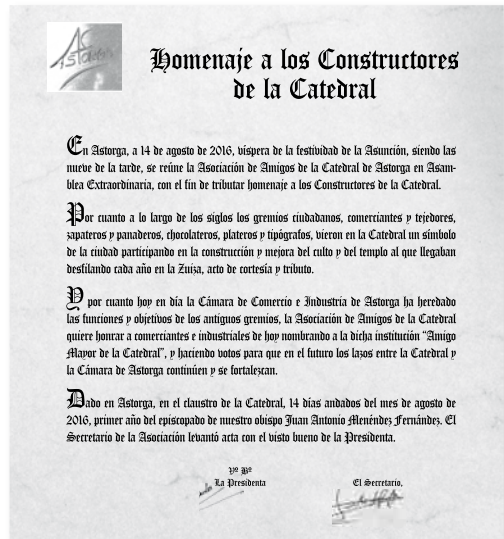 Homenaje a los Constructores
de la Catedral
En Astorga, a 14 de agosto de 2016, víspera de la festividad de la Asunción, siendo las
nueve de la tarde, se reúne la Asociación de Amigos de la Catedral de Astorga en Asam-
blea Extraordinaria, con el fin de tributar homenaje a los Constructores de la Catedral.
Por cuanto a lo largo de los siglos los gremios ciudadanos, comerciantes y tejedores,
zapateros y panaderos, chocolateros, plateros y tipógrafos, vieron en la Catedral un símbolo
de la ciudad participando en la construcción y mejora del culto y del templo al que llegaban
desfilando cada año en la Zuiza, acto de cortesía y tributo.
Y por cuanto hoy en día la Cámara de Comercio e Industria de Astorga ha heredado
las funciones y objetivos de los antiguos gremios, la Asociación de Amigos de la Catedral
quiere honrar a comerciantes e industriales de hoy nombrando a la dicha institución “Amigo
Mayor de la Catedral”, y haciendo votos para que en el futuro los lazos entre la Catedral y
la Cámara de Astorga continúen y se fortalezcan.
Dado en Astorga, en el claustro de la Catedral, 14 días andados del mes de agosto de
2016, primer año del episcopado de nuestro obispo Juan Antonio Menéndez Fernández. El
Secretario de la Asociación levantó acta con el visto bueno de la Presidenta.
Vº Bº
La Presidenta
El Secretario,